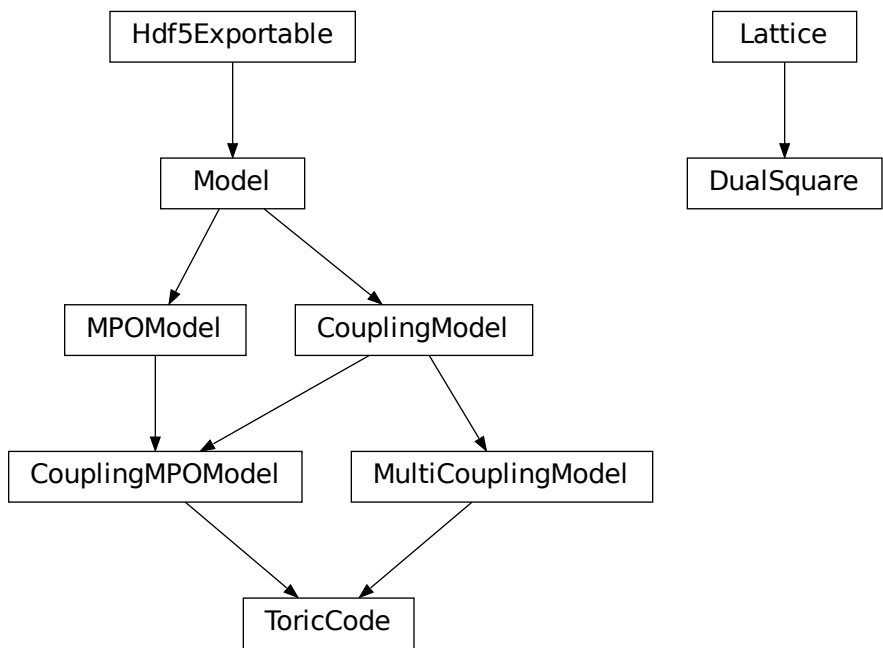 Hdf5Exportable
Lattice
Model
DualSquare
MPOModel
CouplingModel
CouplingMPOModel
MultiCouplingModel
ToricCode